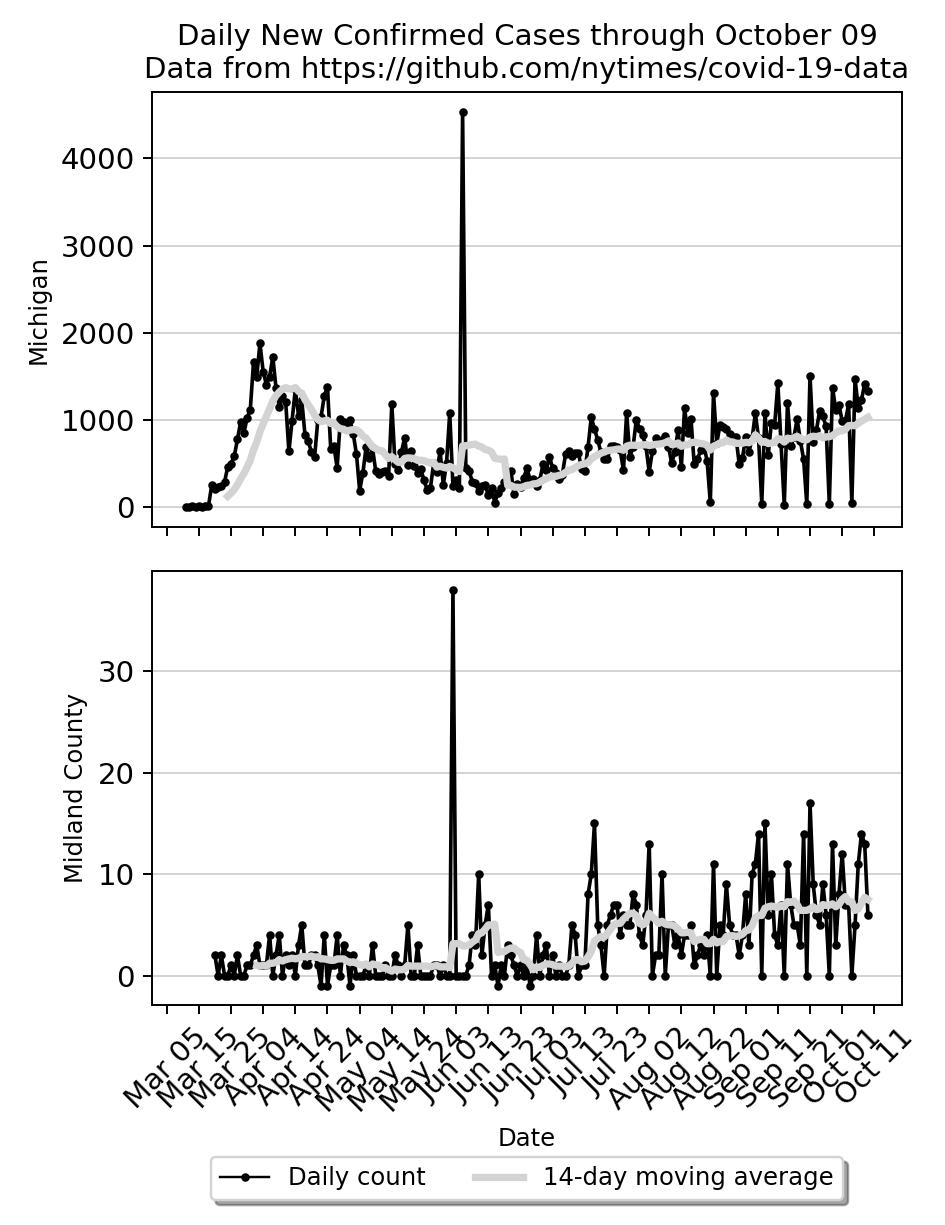 Daily New Confirmed Cases through October 09
Data from https://github.com/nytimes/covid-19-data
4000
3000
2000
1000
0
Michigan
30
20
10
0
Midland County
Mar 05
Mar 15
Mar 25
Apr 04
Apr 14
Apr 24
May 04
May 14
May 24
Jun 03
Jun 13
Jun 23
Jul 03
Jul 13
Jul 23
Aug 02
Aug 12
Aug 22
Sep 01
Sep 11
Sep 21
Oct 01
Oct 11
Date
Daily count
14-day moving average